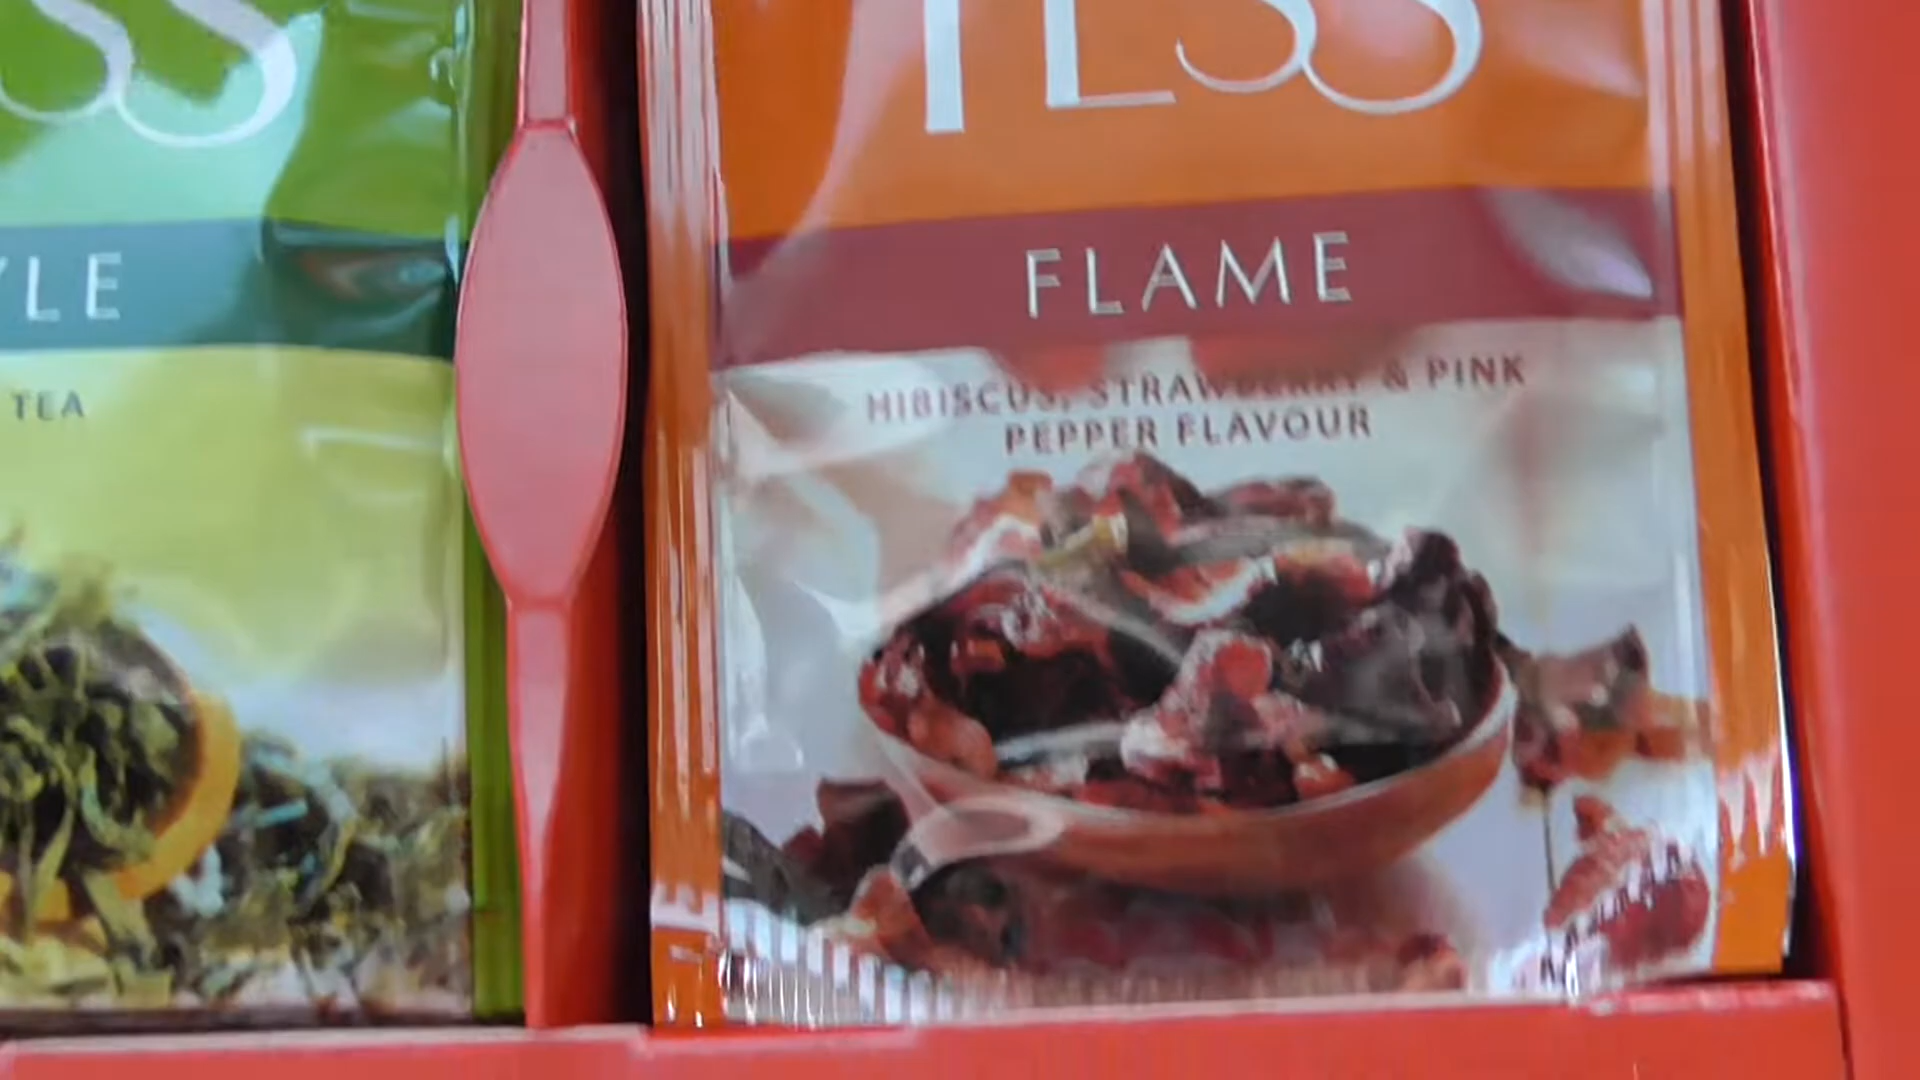 TESS
FLAME
HIBISCUS, STRAWBERRY & PINK
PEPPER FLAVOUR
SS
YLE
TEA